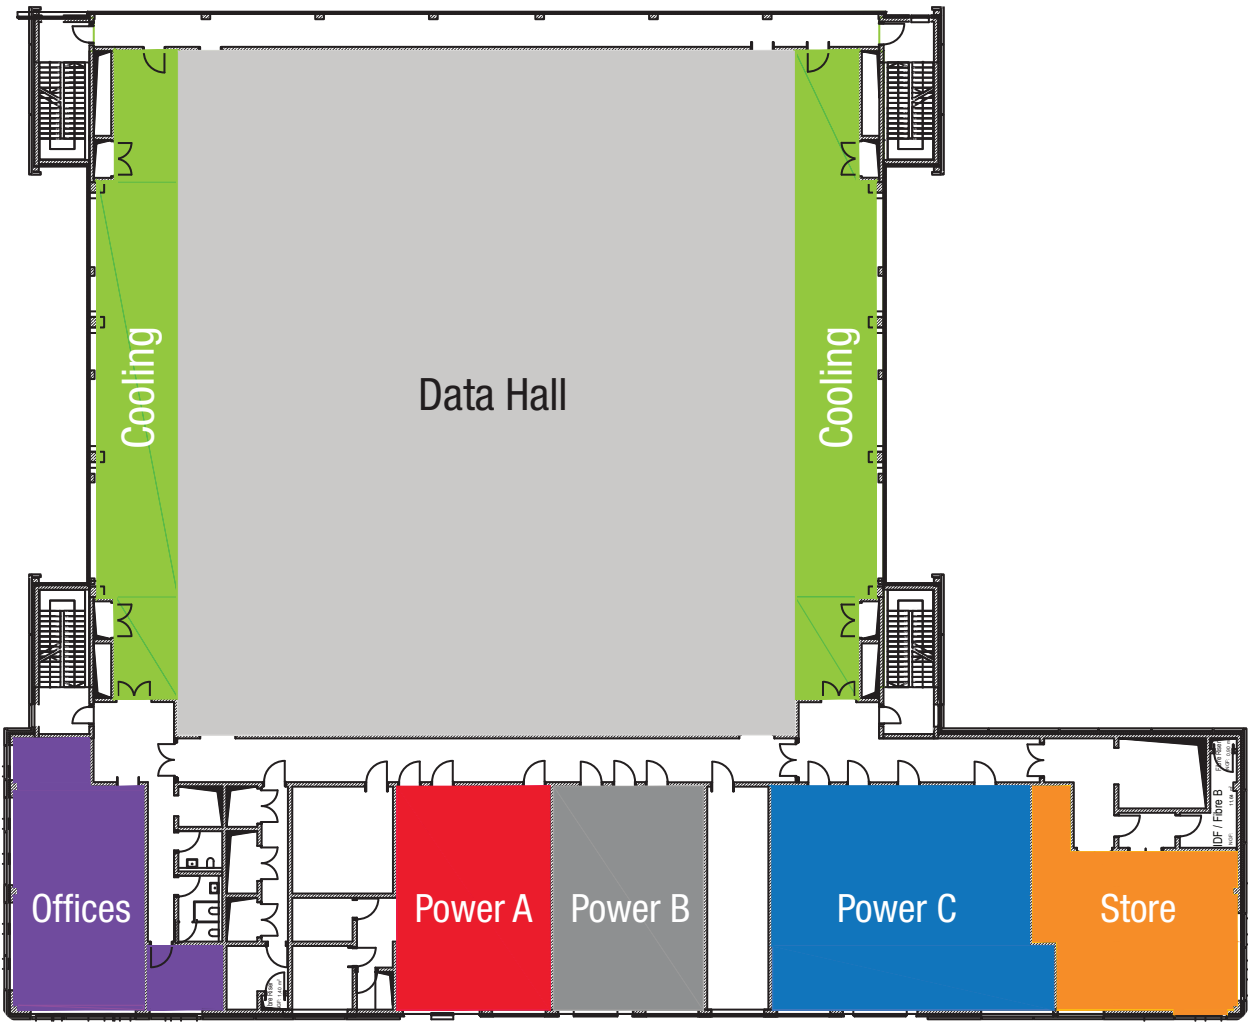 Cooling
Data Hall
Cooling
IDF / Fibre B
Offices
Power A
Power B
Power C
Store